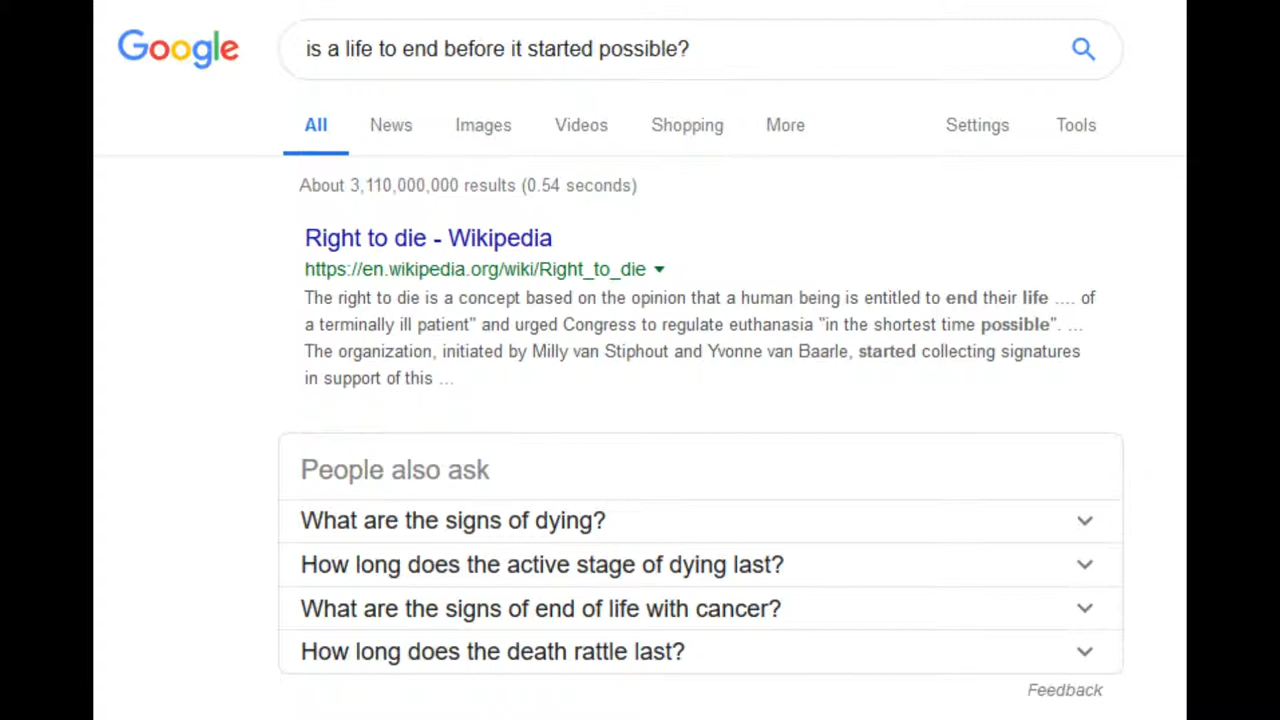 Google
is a life to end before it started possible?
All News Images Videos Shopping More Settings Tools
About 3,110,000,000 results (0.54 seconds)
Right to die - Wikipedia
https://en.wikipedia.org/wiki/Right_to_die
The right to die is a concept based on the opinion that a human being is entitled to end their life .... of
a terminally ill patient" and urged Congress to regulate euthanasia "in the shortest time possible". ...
The organization, initiated by Milly van Stiphout and Yvonne van Baarle, started collecting signatures
in support of this ...
People also ask
What are the signs of dying?
How long does the active stage of dying last?
What are the signs of end of life with cancer?
How long does the death rattle last?
Feedback